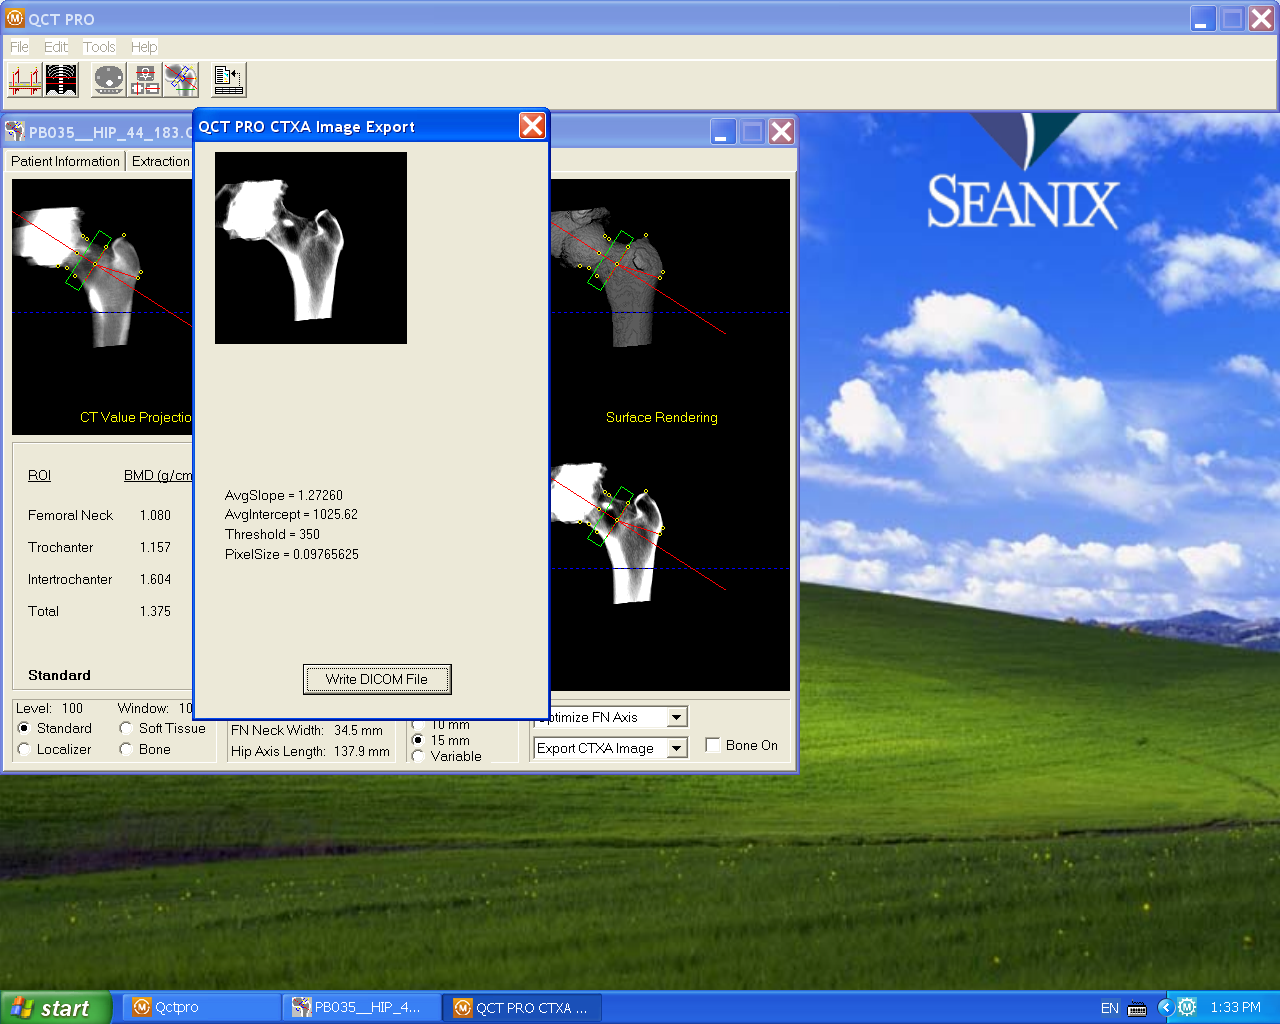 QCT PRO
File Edit Tools Help
PB035__HIP_44_183.
QCT PRO CTXA Image Export
Patient Information Extraction
SEANIX
CT Value Projectio
Surface Rendering
ROI BMD (g/cm
Femoral Neck 1.080
Trochanter 1.157
Intertrochanter 1.604
Total 1.375
Standard
AvgSlope = 1.27260
AvgIntercept = 1025.62
Threshold = 350
PixelSize = 0.09765625
Write DICOM File
Level: 100 Window: 10
Standard Soft Tissue
Localizer Bone
FN Neck Width: 34.5 mm
Hip Axis Length: 137.9 mm
10 mm
15 mm
Variable
Optimize FN Axis
Export CTXA Image
Bone On
start Qctpro PB035__HIP_4... QCT PRO CTXA ... EN 1:33 PM